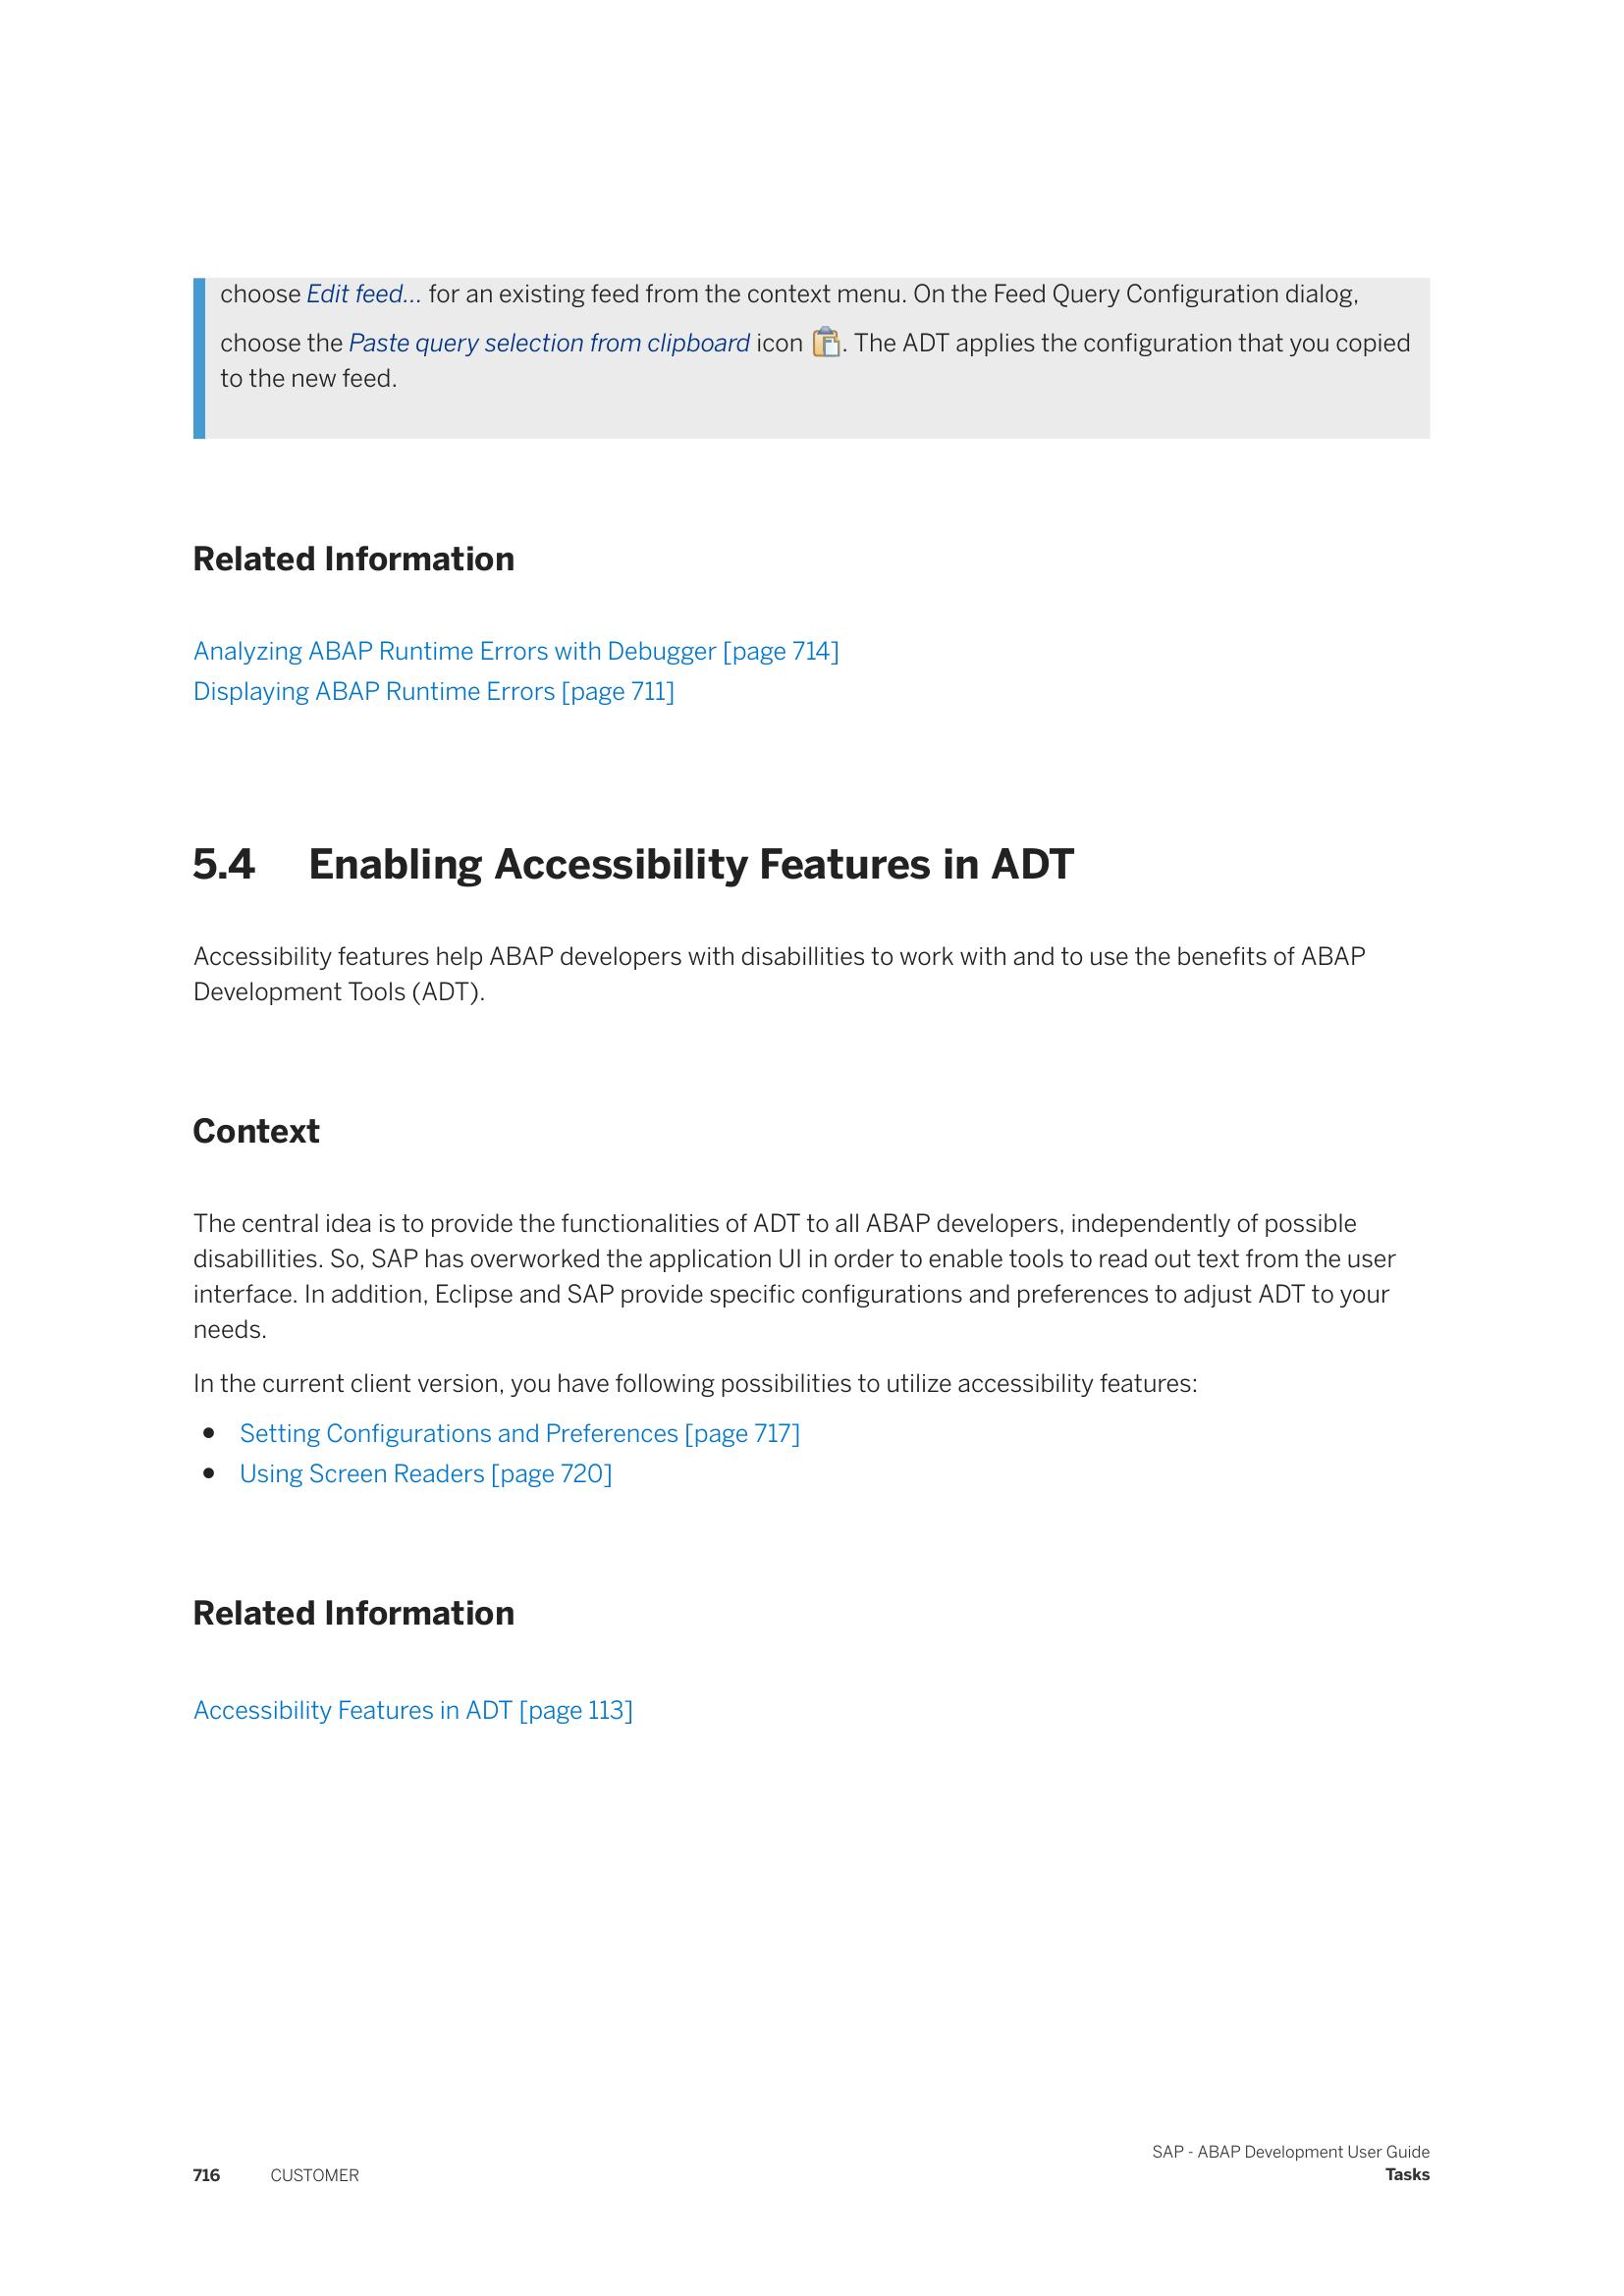 choose Edit feed... for an existing feed from the context menu. On the Feed Query Configuration dialog,
choose the Paste query selection from clipboard icon . The ADT applies the configuration that you copied
to the new feed.
Related Information
Analyzing ABAP Runtime Errors with Debugger [page 714]
Displaying ABAP Runtime Errors [page 711]
5.4 Enabling Accessibility Features in ADT
Accessibility features help ABAP developers with disabillities to work with and to use the benefits of ABAP
Development Tools (ADT).
Context
The central idea is to provide the functionalities of ADT to all ABAP developers, independently of possible
disabillities. So, SAP has overworked the application UI in order to enable tools to read out text from the user
interface. In addition, Eclipse and SAP provide specific configurations and preferences to adjust ADT to your
needs.
In the current client version, you have following possibilities to utilize accessibility features:
• Setting Configurations and Preferences [page 717]
• Using Screen Readers [page 720]
Related Information
Accessibility Features in ADT [page 113]
SAP - ABAP Development User Guide
716 CUSTOMER Tasks